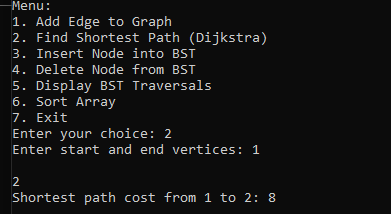 Menu:
1. Add Edge to Graph
2. Find Shortest Path (Dijkstra)
3. Insert Node into BST
4. Delete Node from BST
5. Display BST Traversals
6. Sort Array
7. Exit
Enter your choice: 2
Enter start and end vertices: 1
2
Shortest path cost from 1 to 2: 8